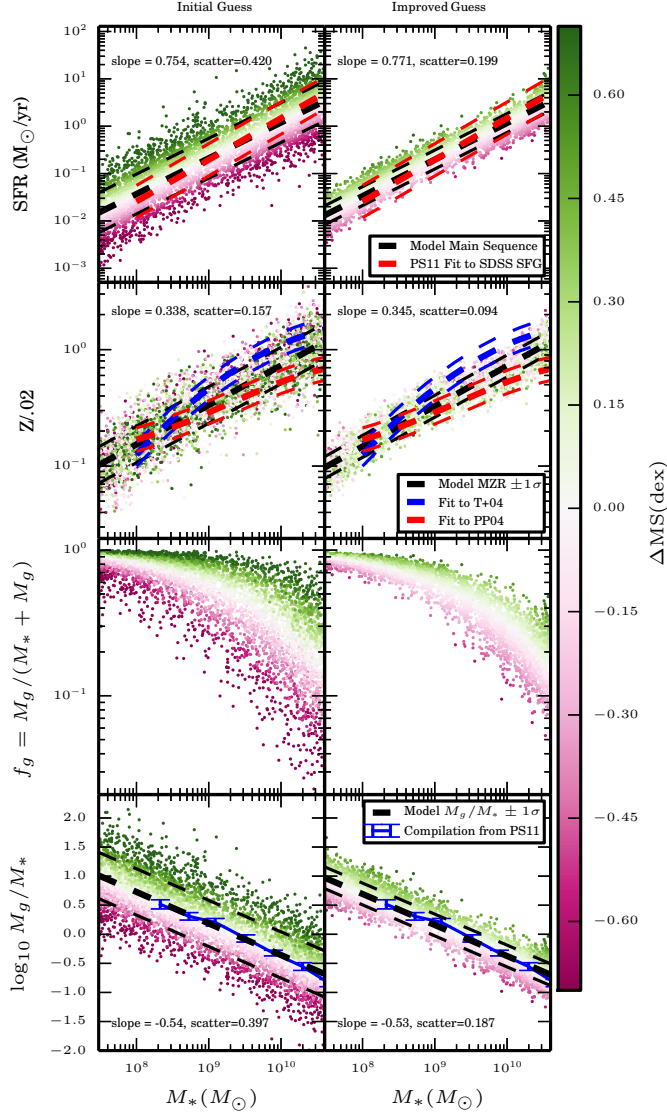 Initial Guess
Improved Guess
10^2
10^1
10^0
10^{-1}
10^{-2}
10^{-3}
SFR (M_⊙/yr)
slope = 0.754, scatter=0.420
slope = 0.771, scatter=0.199
Model Main Sequence
PS11 Fit to SDSS SFG
10^0
10^{-1}
Z/.02
slope = 0.338, scatter=0.157
slope = 0.345, scatter=0.094
Model MZR ±1σ
Fit to T+04
Fit to PP04
10^0
10^{-1}
f_g = M_g/(M_* + M_g)
2.0
1.5
1.0
0.5
0.0
−0.5
−1.0
−1.5
−2.0
log_{10} M_g/M_*
Model M_g/M_* ± 1σ
Compilation from PS11
slope = -0.54, scatter=0.397
slope = -0.53, scatter=0.187
10^8
10^9
10^{10}
10^8
10^9
10^{10}
M_*(M_⊙)
M_*(M_⊙)
0.60
0.45
0.30
0.15
0.00
−0.15
−0.30
−0.45
−0.60
ΔMS(dex)